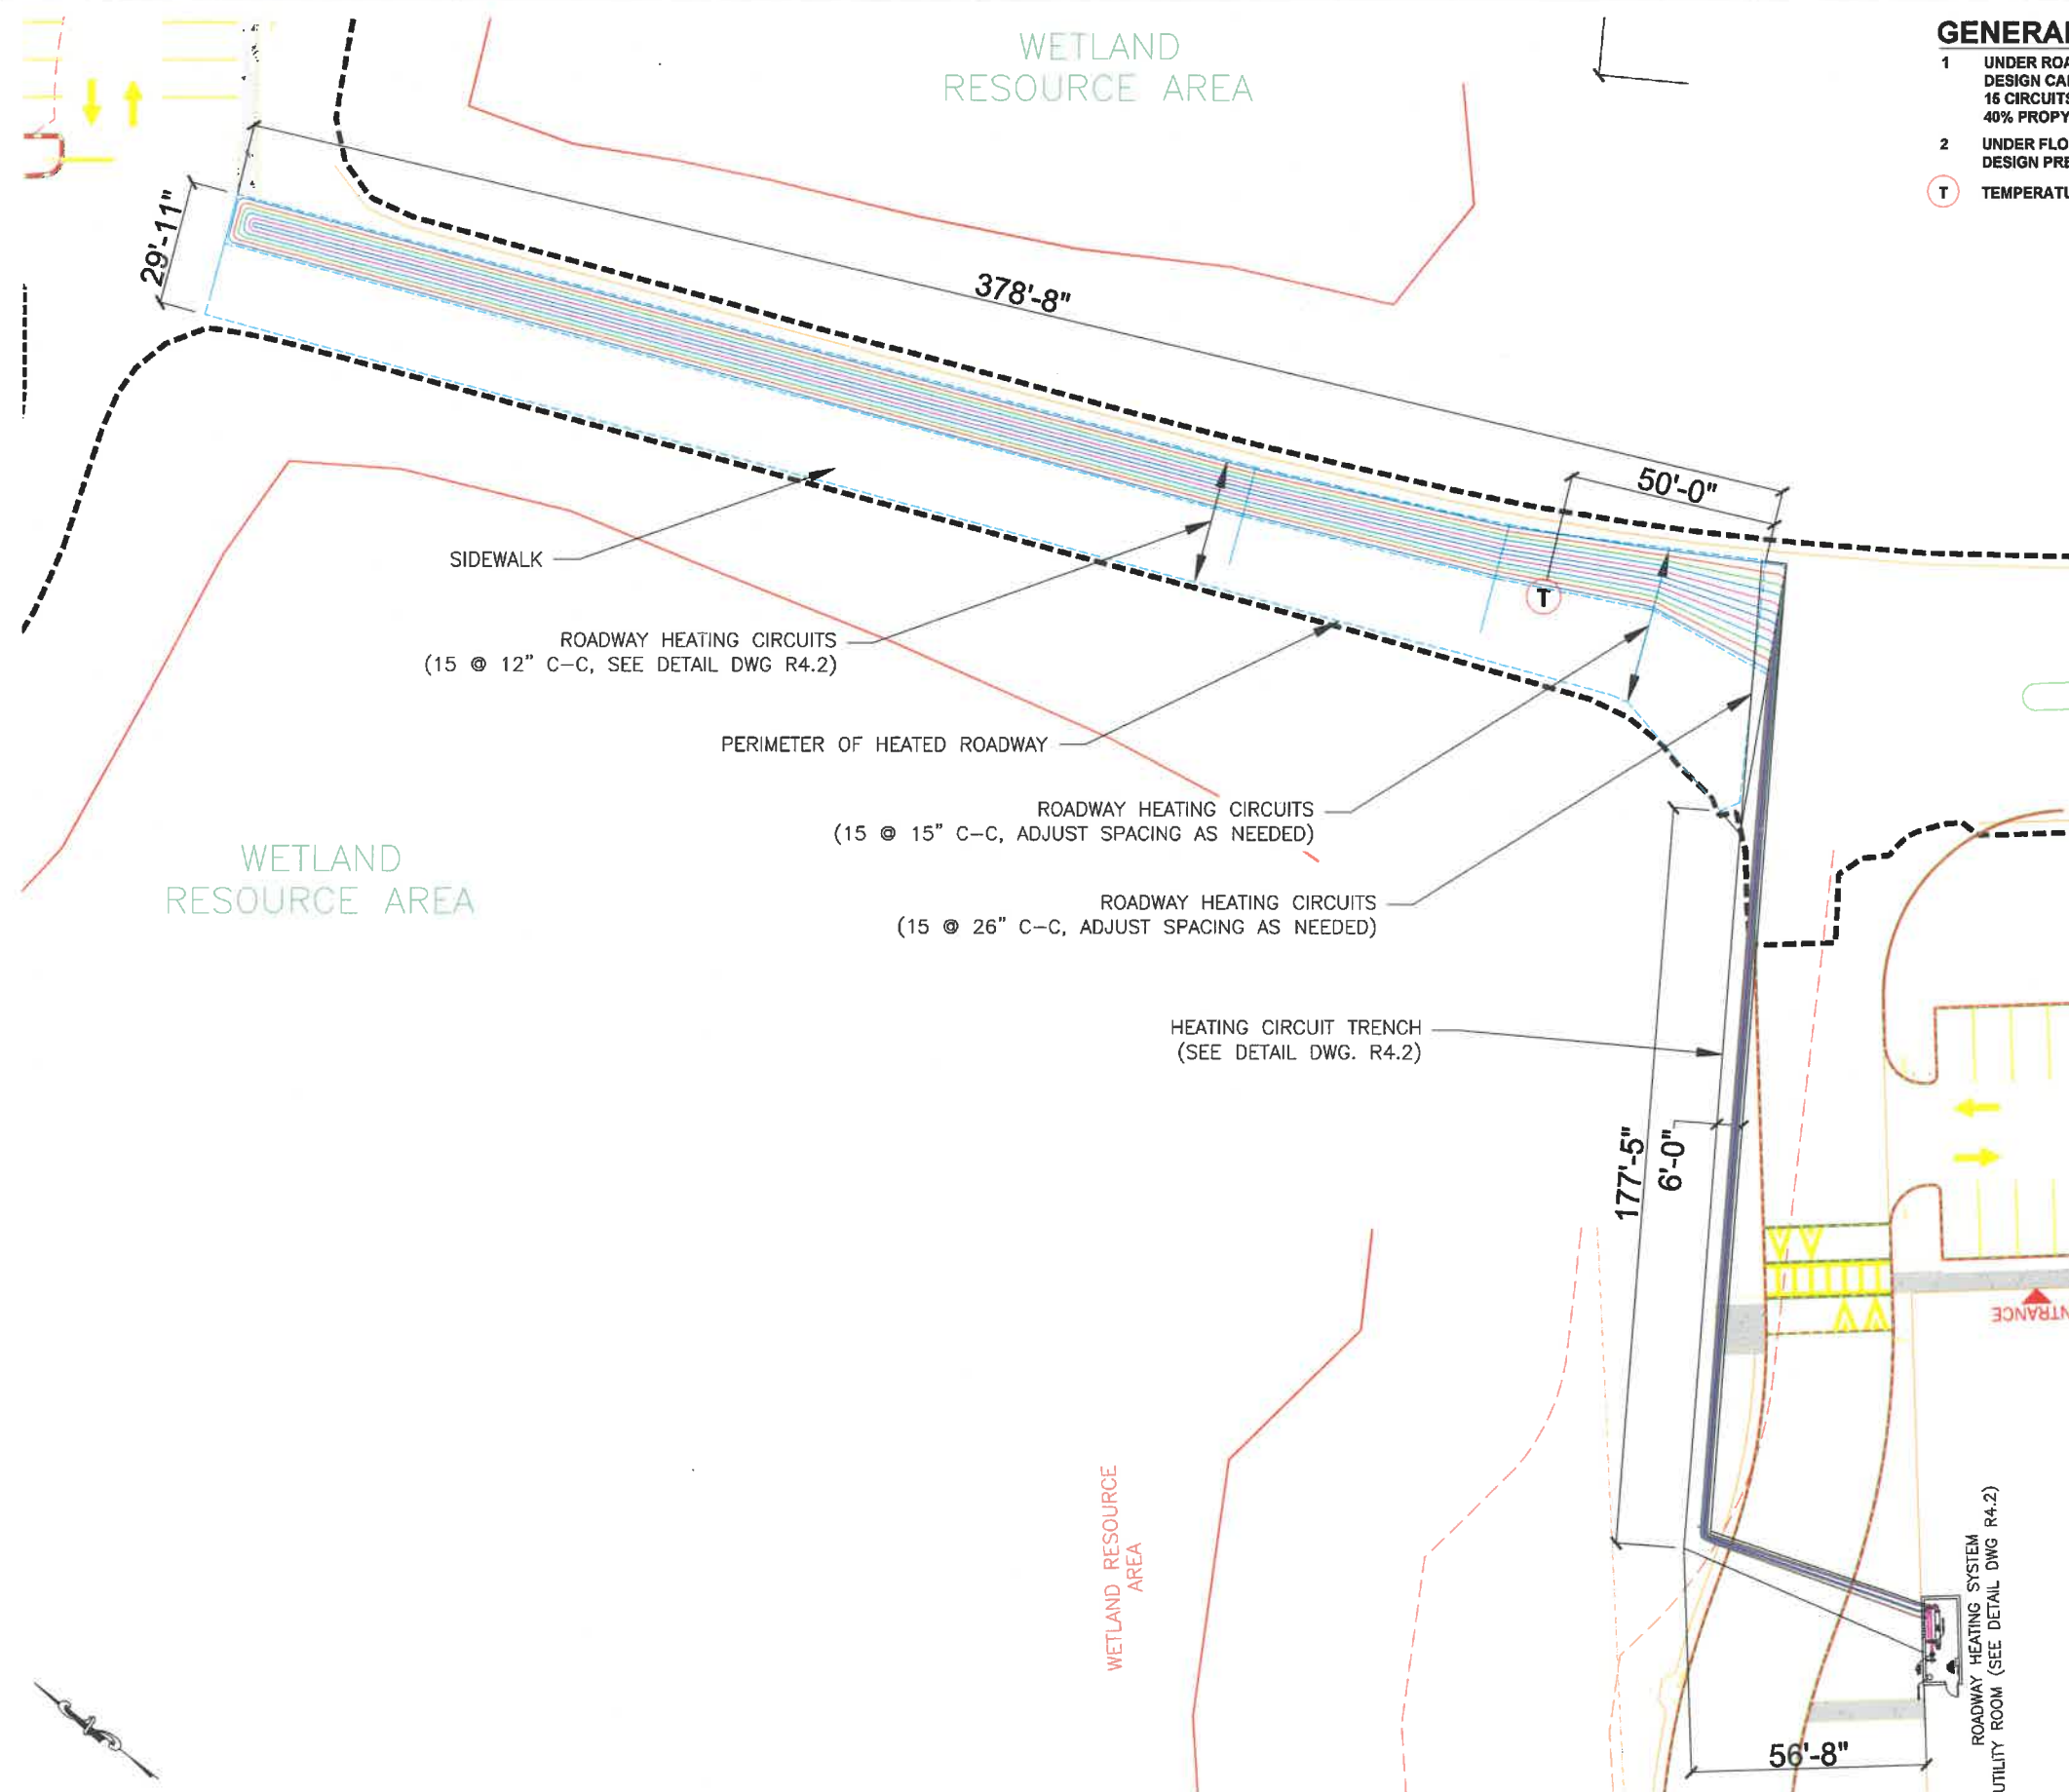 WETLAND
RESOURCE AREA
GENERAL
1 UNDER ROA
DESIGN CA
15 CIRCUITS
40% PROPY
2 UNDER FLO
DESIGN PRE
T TEMPERATU
29'-11"
378'-8"
50'-0"
T
SIDEWALK
ROADWAY HEATING CIRCUITS
(15 @ 12" C-C, SEE DETAIL DWG R4.2)
PERIMETER OF HEATED ROADWAY
ROADWAY HEATING CIRCUITS
(15 @ 15" C-C, ADJUST SPACING AS NEEDED)
WETLAND
RESOURCE AREA
ROADWAY HEATING CIRCUITS
(15 @ 26" C-C, ADJUST SPACING AS NEEDED)
HEATING CIRCUIT TRENCH
(SEE DETAIL DWG. R4.2)
177'-5"
6'-0"
NTRANCE
WETLAND RESOURCE
AREA
ROADWAY HEATING SYSTEM
UTILITY ROOM (SEE DETAIL DWG R4.2)
56'-8"